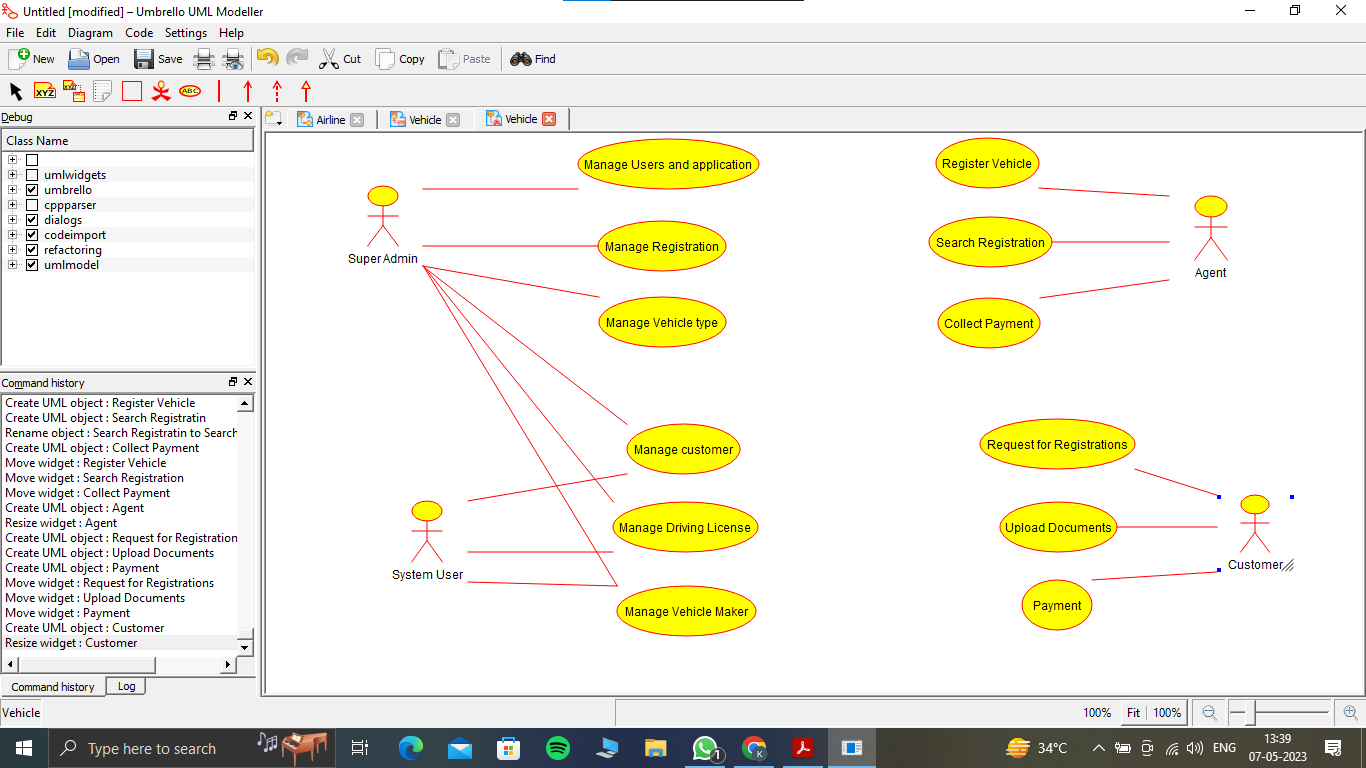 Untitled [modified] – Umbrello UML Modeller
File Edit Diagram Code Settings Help
New Open Save Cut Copy Paste Find
XYZ XYZ ABC
Debug
Airline Vehicle Vehicle
Class Name
umlwidgets
umbrello
cppparser
dialogs
codeimport
refactoring
umlmodel
Command history
Create UML object : Register Vehicle
Create UML object : Search Registratin
Rename object : Search Registratin to Search
Create UML object : Collect Payment
Move widget : Register Vehicle
Move widget : Search Registration
Move widget : Collect Payment
Create UML object : Agent
Resize widget : Agent
Create UML object : Request for Registration
Create UML object : Upload Documents
Create UML object : Payment
Move widget : Request for Registrations
Move widget : Upload Documents
Move widget : Payment
Create UML object : Customer
Resize widget : Customer
Command history Log
Manage Users and application
Super Admin
Manage Registration
Manage Vehicle type
Manage customer
Manage Driving License
System User
Manage Vehicle Maker
Register Vehicle
Search Registration
Agent
Collect Payment
Request for Registrations
Upload Documents
Customer
Payment
Vehicle
100% Fit 100%
Type here to search
1
K
34°C
ENG
13:39
07-05-2023